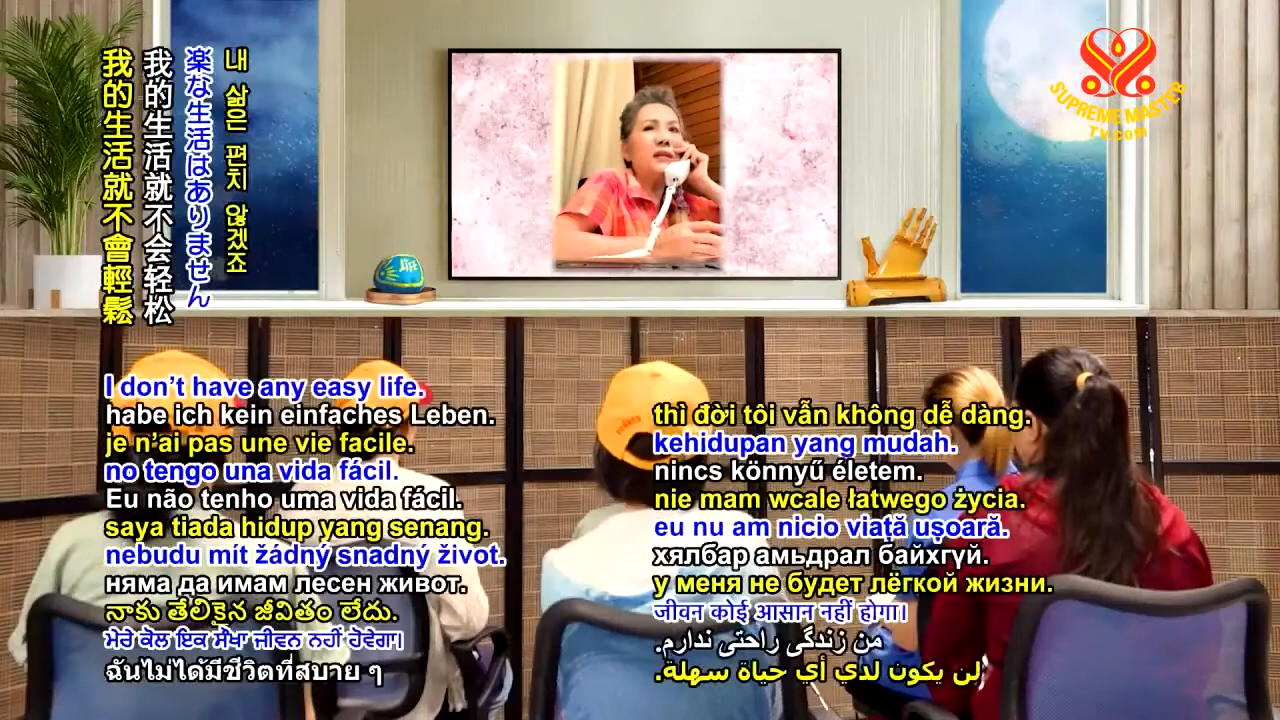 我的生活就不會輕鬆
我的生活就不会轻松
楽な生活はありません
내 삶은 편치 않겠죠
LIFE
SUPREME MASTER
TV.com
I don't have any easy life.
habe ich kein einfaches Leben.
je n'ai pas une vie facile.
no tengo una vida fácil.
Eu não tenho uma vida fácil.
saya tiada hidup yang senang.
nebudu mít žádný snadný život.
няма да имам лесен живот.
నాకు తేలికైన జీవితం లేదు.
ਮੇਰੇ ਕੋਲ ਇਕ ਸੌਖਾ ਜੀਵਨ ਨਹੀਂ ਹੋਵੇਗਾ।
ฉันไม่ได้มีชีวิตที่สบาย ๆ
thì đời tôi vẫn không dễ dàng.
kehidupan yang mudah.
nincs könnyű életem.
nie mam wcale łatwego życia.
eu nu am nicio viață ușoară.
хялбар амьдрал байхгүй.
у меня не будет лёгкой жизни.
जीवन कोई आसान नहीं होगा।
من زندگی راحتی ندارم.
لن يكون لدي أي حياة سهلة.